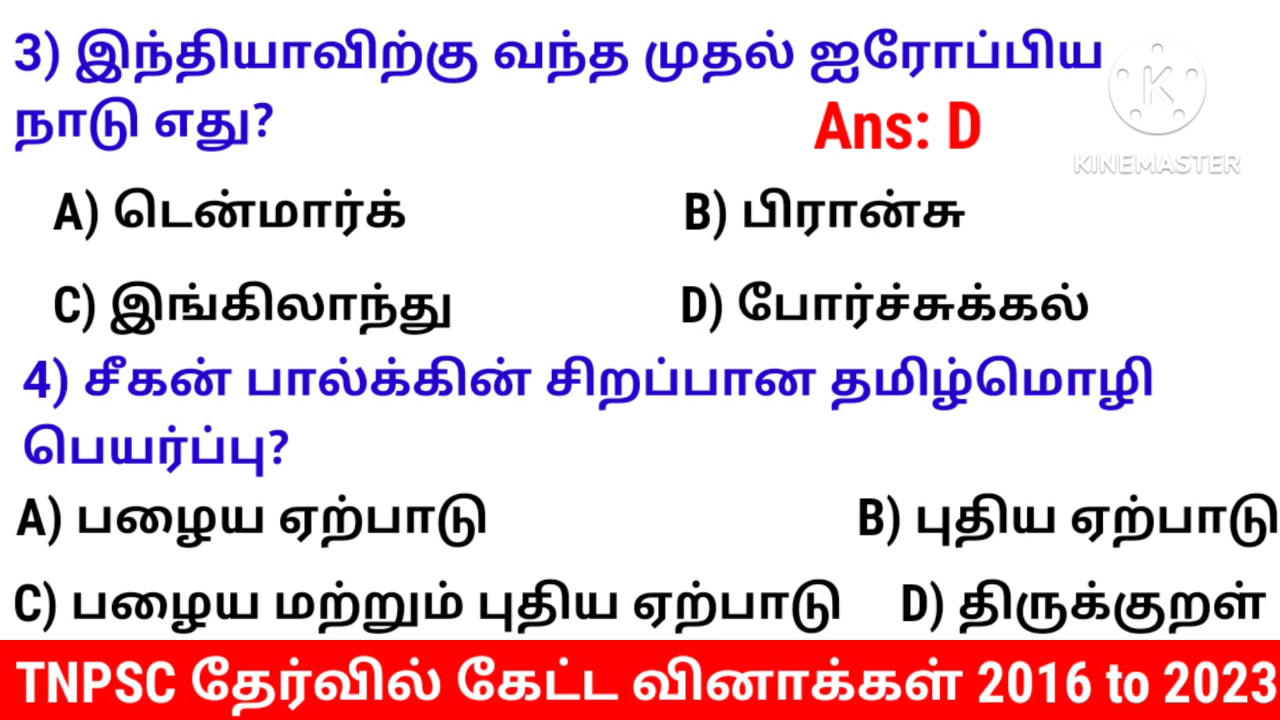 3) இந்தியாவிற்கு வந்த முதல் ஐரோப்பிய
நாடு எது?
Ans: D
KINEMASTER
A) டென்மார்க்
B) பிரான்சு
C) இங்கிலாந்து
D) போர்ச்சுக்கல்
4) சீகன் பால்க்கின் சிறப்பான தமிழ்மொழி
பெயர்ப்பு?
A) பழைய ஏற்பாடு
B) புதிய ஏற்பாடு
C) பழைய மற்றும் புதிய ஏற்பாடு
D) திருக்குறள்
TNPSC தேர்வில் கேட்ட வினாக்கள் 2016 to 2023